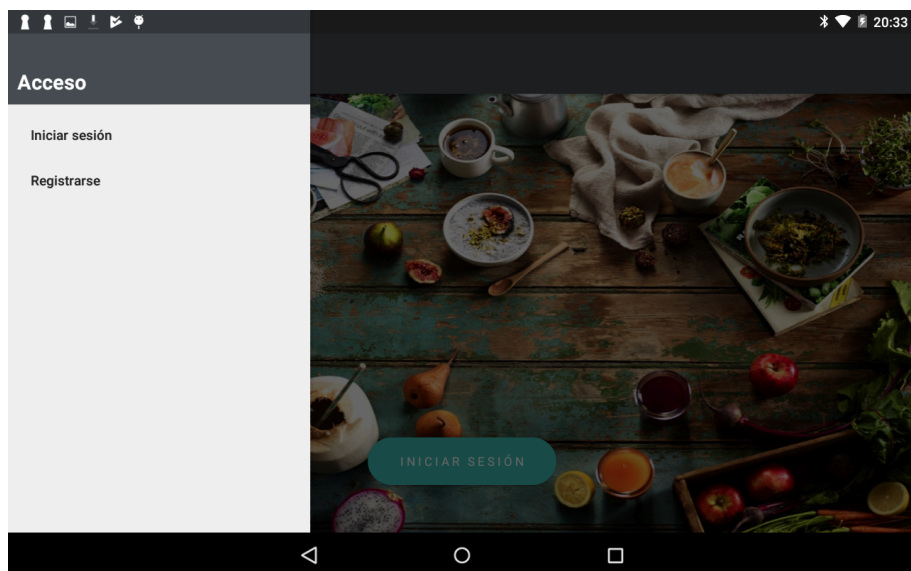 20:33
Acceso
Iniciar sesión
Registrarse
INICIAR SESIÓN